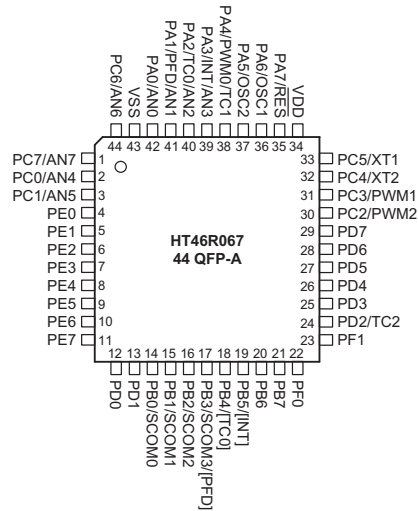 PC6/AN6
VSS
PA0/AN0
PA1/PFD/AN1
PA2/TC0/AN2
PA3/INT/AN3
PA4/PWM0/TC1
PA5/OSC2
PA6/OSC1
PA7/RES
VDD
44 43 42 41 40 39 38 37 36 35 34
PC7/AN7 1
PC0/AN4 2
PC1/AN5 3
PE0 4
PE1 5
PE2 6
PE3 7
PE4 8
PE5 9
PE6 10
PE7 11
HT46R067
44 QFP-A
33 PC5/XT1
32 PC4/XT2
31 PC3/PWM1
30 PC2/PWM2
29 PD7
28 PD6
27 PD5
26 PD4
25 PD3
24 PD2/TC2
23 PF1
12 13 14 15 16 17 18 19 20 21 22
PD0
PD1
PB0/SCOM0
PB1/SCOM1
PB2/SCOM2
PB3/SCOM3/[PFD]
PB4/[TC0]
PB5/[INT]
PB6
PB7
PF0